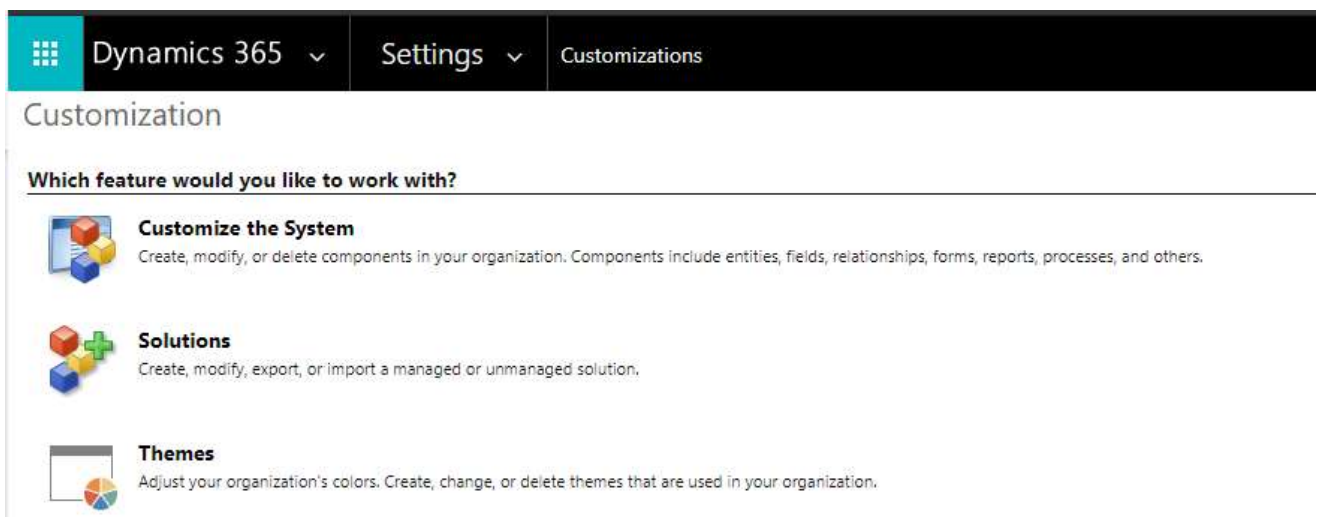 Dynamics 365 Settings Customizations
Customization
Which feature would you like to work with?
Customize the System
Create, modify, or delete components in your organization. Components include entities, fields, relationships, forms, reports, processes, and others.
Solutions
Create, modify, export, or import a managed or unmanaged solution.
Themes
Adjust your organization's colors. Create, change, or delete themes that are used in your organization.